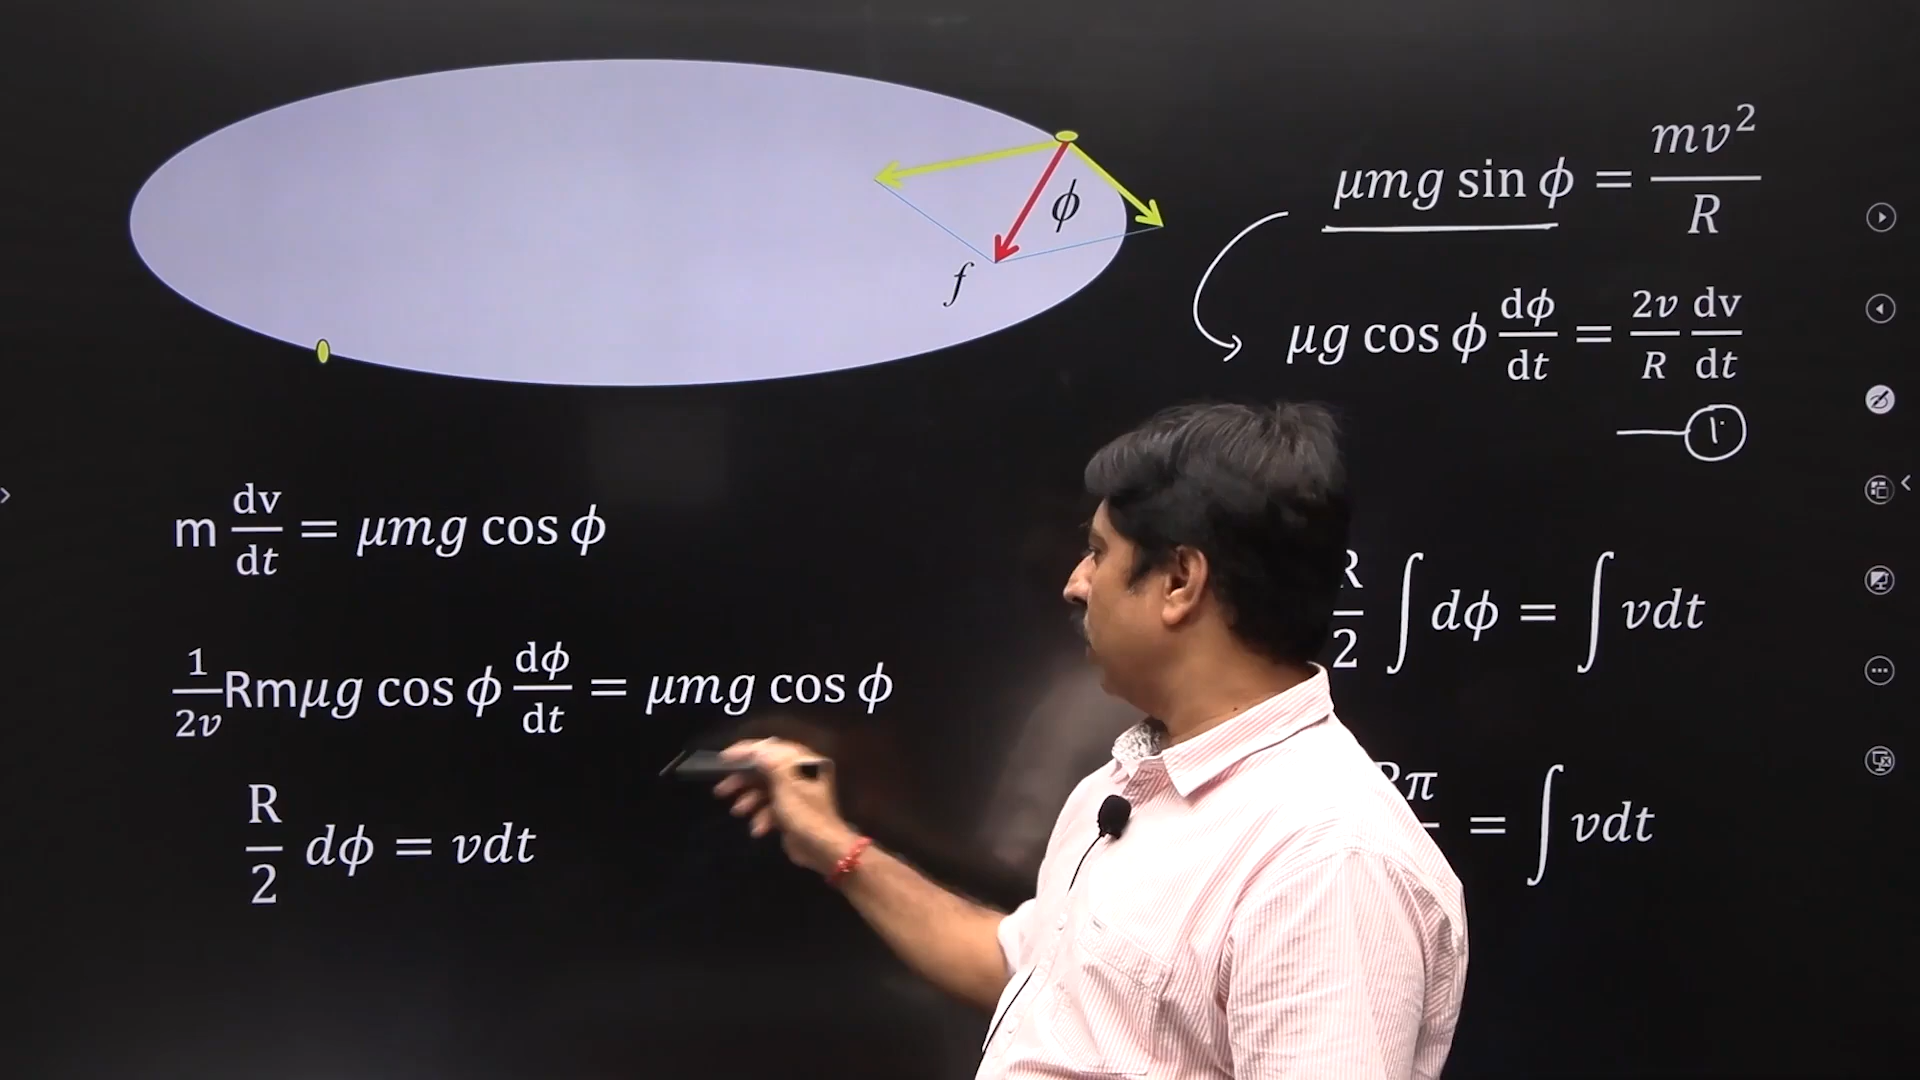 ϕ
f
μmg sin ϕ = mv²/R
μg cos ϕ dϕ/dt = 2v/R dv/dt
1
m dv/dt = μmg cos ϕ
1/2v Rmμg cos ϕ dϕ/dt = μmg cos ϕ
R/2 dϕ = vdt
R/2 ∫ dϕ = ∫ vdt
π = ∫ vdt